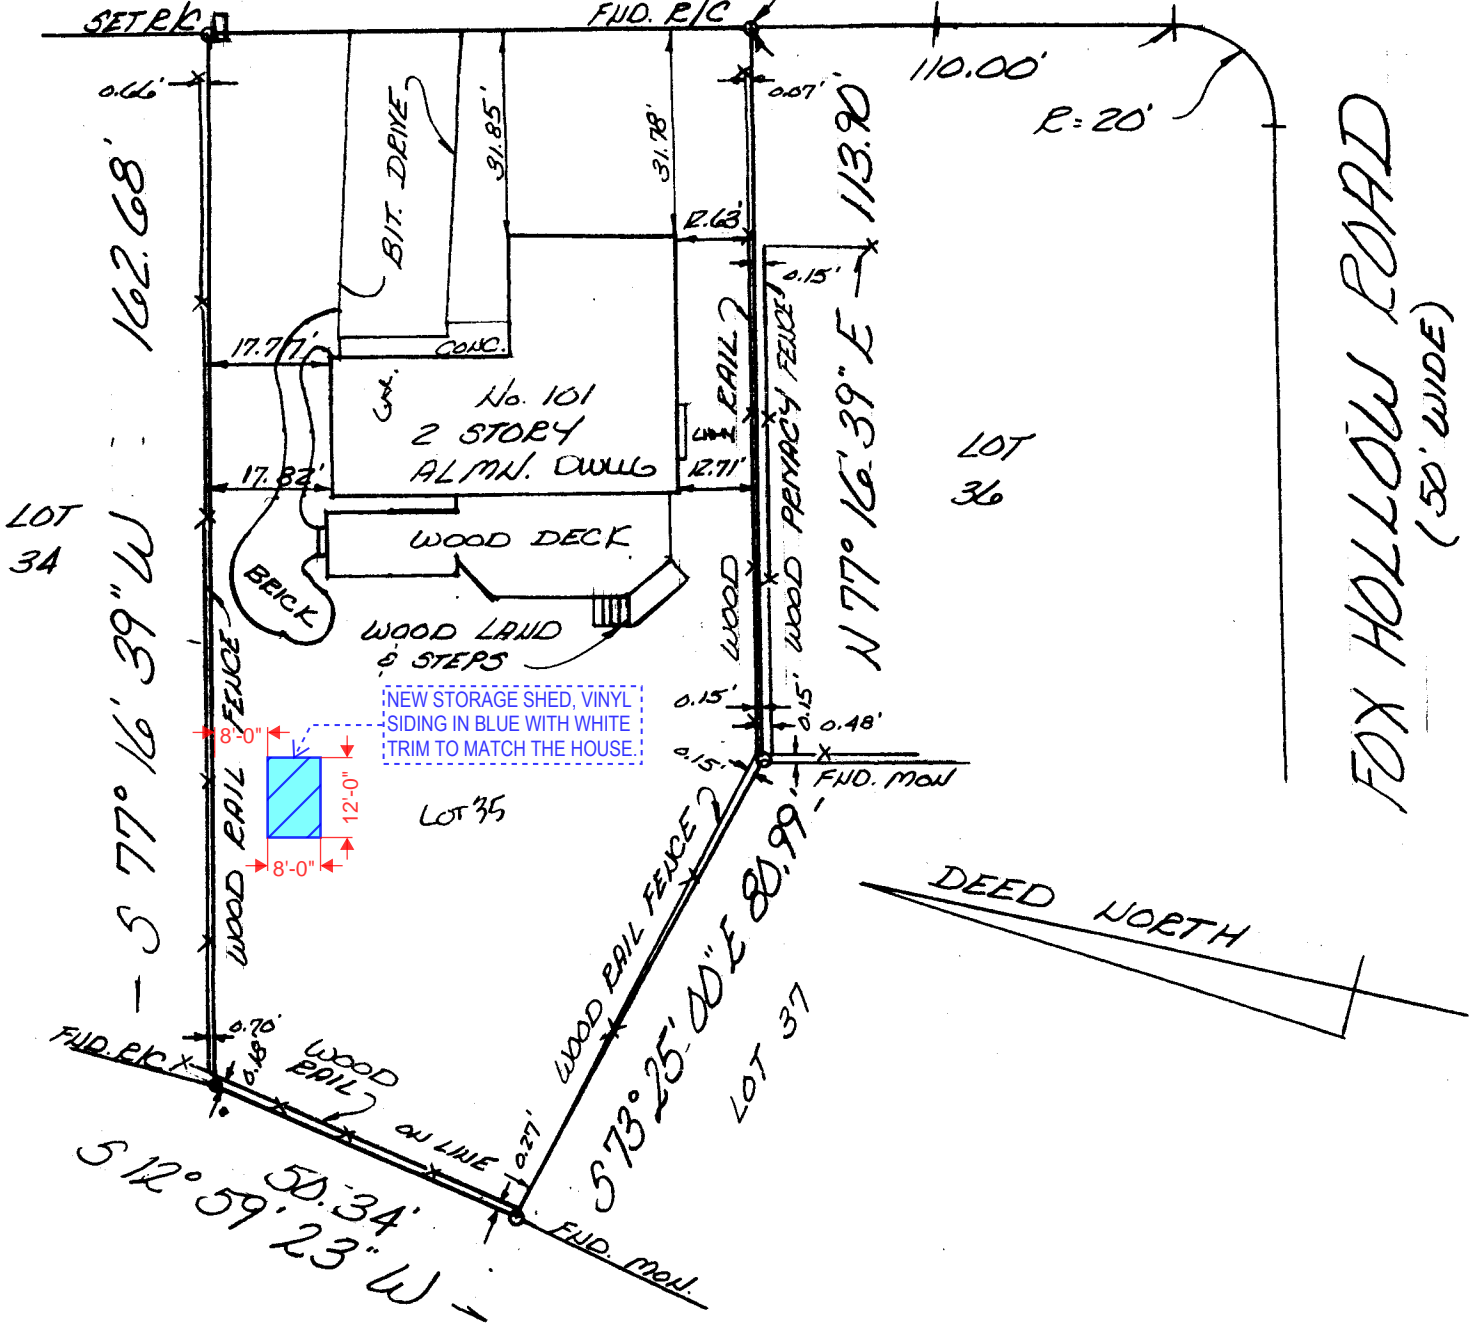 SET R/C
FND. R/C
0.66'
0.07'
110.00'
R=20'
162.68'
BIT. DRIVE
31.85'
31.78'
12.63'
113.90
0.15'
17.77'
CONC.
GAR.
No. 101
2 STORY
ALMN. DWLLG
17.82'
12.71'
WOOD RAIL
WOOD PRIVACY FENCE
N 77° 16' 39" E
LOT
36
LOT
34
FOX HOLLOW ROAD
(50' WIDE)
WOOD DECK
BRICK
WOOD LAND
& STEPS
S 77° 16' 39" W
WOOD RAIL FENCE
NEW STORAGE SHED, VINYL
SIDING IN BLUE WITH WHITE
TRIM TO MATCH THE HOUSE.
8'-0"
12'-0"
8'-0"
LOT 35
0.15'
0.15'
0.48'
0.15'
FND. MON
WOOD RAIL FENCE
S 73° 25' 00" E 80.99'
LOT 37
DEED NORTH
FND. R/C
0.70'
0.18'
WOOD
RAIL
ON LINE
0.27'
50.34'
S 12° 59' 23" W
FND. MON.